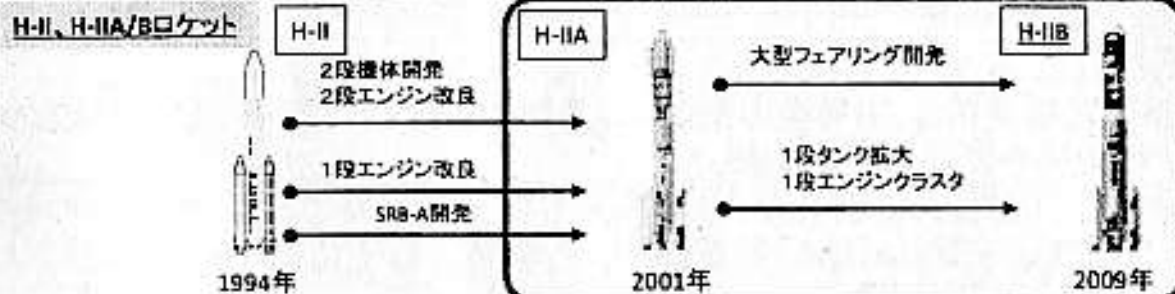 H-II、H-IIA/Bロケット
H-II
2段機体開発
2段エンジン改良
1段エンジン改良
SRB-A開発
1994年
H-IIA
大型フェアリング開発
1段タンク拡大
1段エンジンクラスタ
2001年
H-IIB
2009年